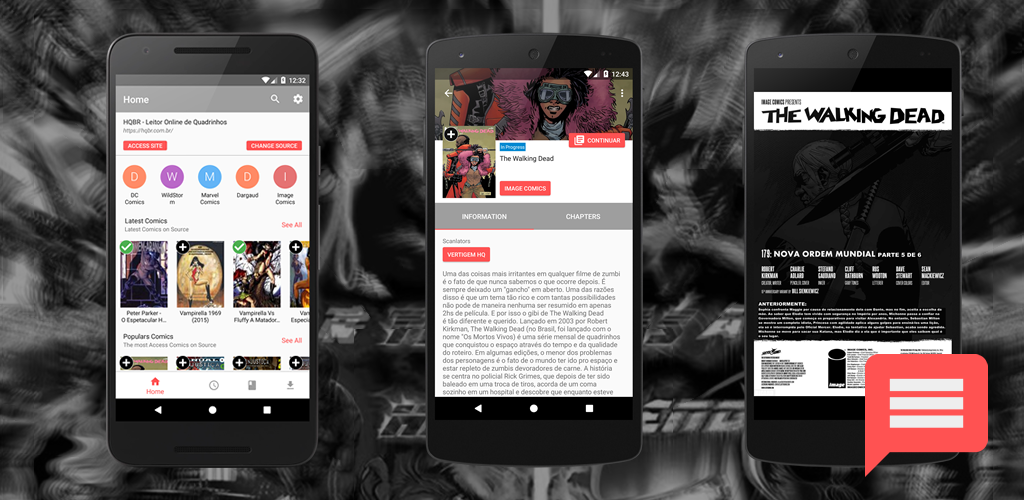 12:32
Home
HQBR - Leitor Online de Quadrinhos
https://hqbr.com.br/
ACCESS SITE
CHANGE SOURCE
D
W
M
D
I
DC Comics
WildStorm
Marvel Comics
Dargaud
Image Comics
Latest Comics
Latest Comics on Source
See All
Peter Parker - O Espetacular H...
Vampirella 1969 (2015)
Vampirella Vs Fluffy A Matador...
Populars Comics
The most Access Comics on Source
See All
Home
12:43
In Progress
CONTINUAR
The Walking Dead
IMAGE COMICS
INFORMATION
CHAPTERS
Scanlators
VERTIGEM HQ
Uma das coisas mais irritantes em qualquer filme de zumbi
é o fato de que nunca sabemos o que ocorre depois. É
sempre deixado um "gancho" em aberto. Uma das razões
disso é que um tema tão rico e com tantas possibilidades
não pode de maneira nenhuma ser resumido em apenas
2hs de película. E por isso o gibi de The Walking Dead
é tão diferente e querido. Lançado em 2003 por Robert
Kirkman, The Walking Dead (no Brasil, foi lançado com o
nome "Os Mortos Vivos) é uma série mensal de quadrinhos
que conquistou o espaço através do tempo e da qualidade
do roteiro. Em algumas edições, o menor dos problemas
dos personagens é o fato de o mundo ter ido pro espaço e
estar repleto de zumbis devoradores de carne. A história
se centra no policial Rick Grimes, que depois de ter sido
baleado em uma troca de tiros, acorda de um coma
sozinho em um hospital e descobre que enquanto esteve
IMAGE COMICS PRESENTS
THE WALKING DEAD
179: NOVA ORDEM MUNDIAL PARTE 5 DE 6
ROBERT KIRKMAN
CHARLIE ADLARD
STEFANO GAUDIANO
CLIFF RATHBURN
RUS WOOTON
DAVE STEWART
SEAN MACKIEWICZ
BILL SIENKIEWICZ
ANTERIORMENTE:
image